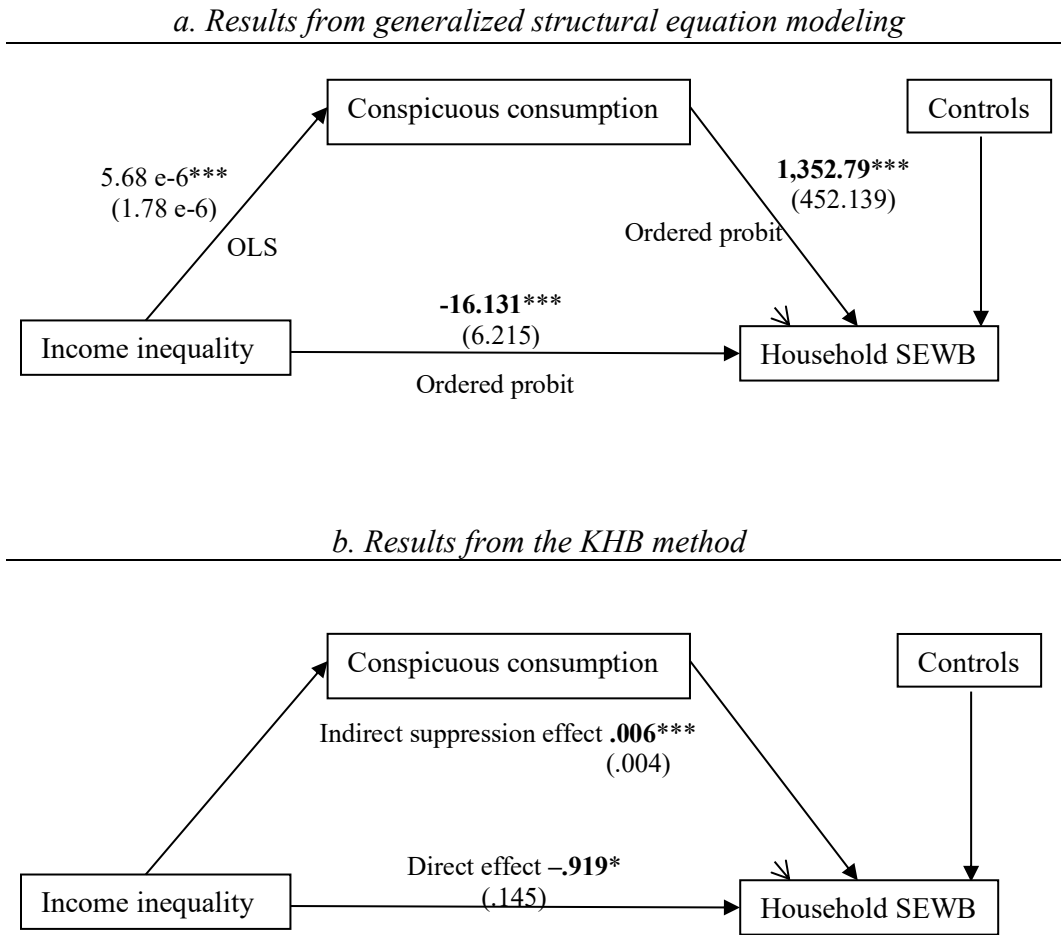 a. Results from generalized structural equation modeling
Conspicuous consumption
Controls
5.68 e-6***
(1.78 e-6)
1,352.79***
(452.139)
OLS
Ordered probit
-16.131***
(6.215)
Income inequality
Household SEWB
Ordered probit
b. Results from the KHB method
Conspicuous consumption
Controls
Indirect suppression effect .006***
(.004)
Direct effect –.919*
(.145)
Income inequality
Household SEWB